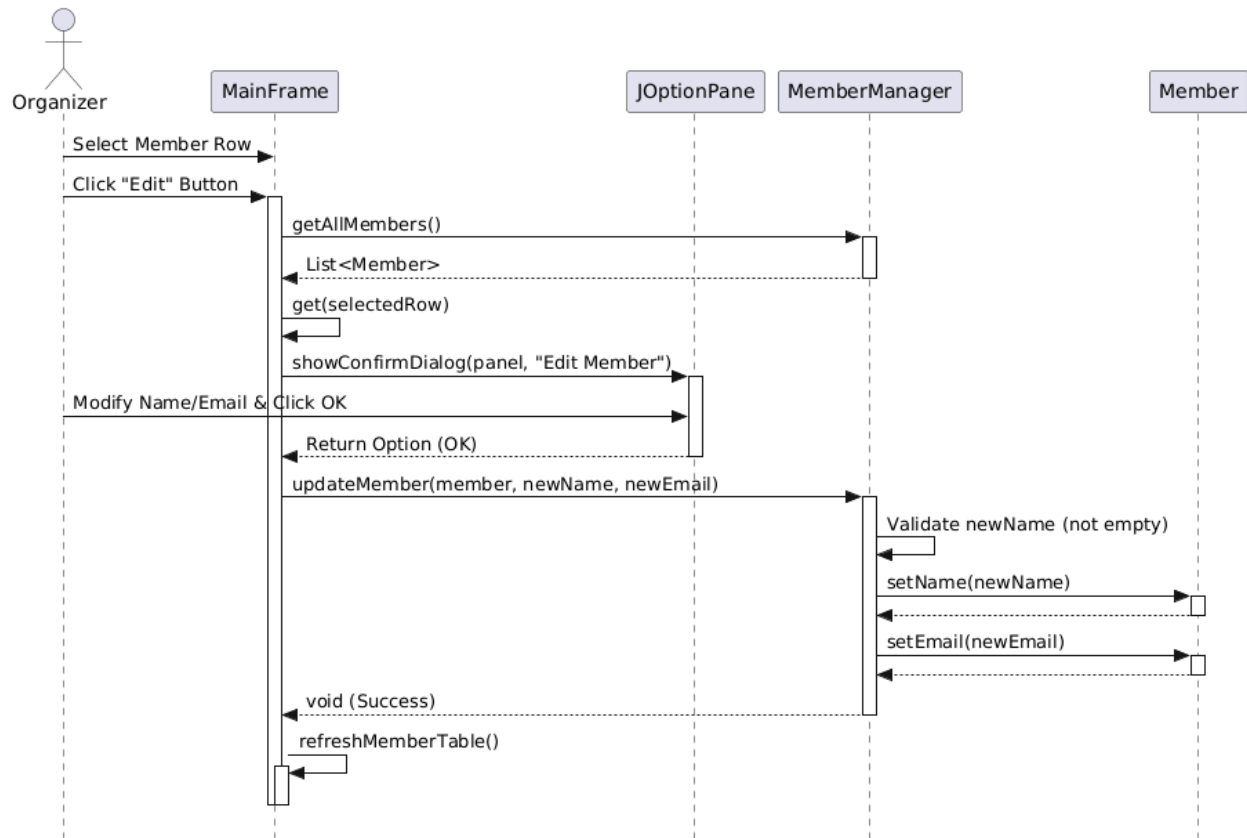 Organizer
MainFrame
JOptionPane
MemberManager
Member
Select Member Row
Click "Edit" Button
getAllMembers()
List<Member>
get(selectedRow)
showConfirmDialog(panel, "Edit Member")
Modify Name/Email & Click OK
Return Option (OK)
updateMember(member, newName, newEmail)
Validate newName (not empty)
setName(newName)
setEmail(newEmail)
void (Success)
refreshMemberTable()